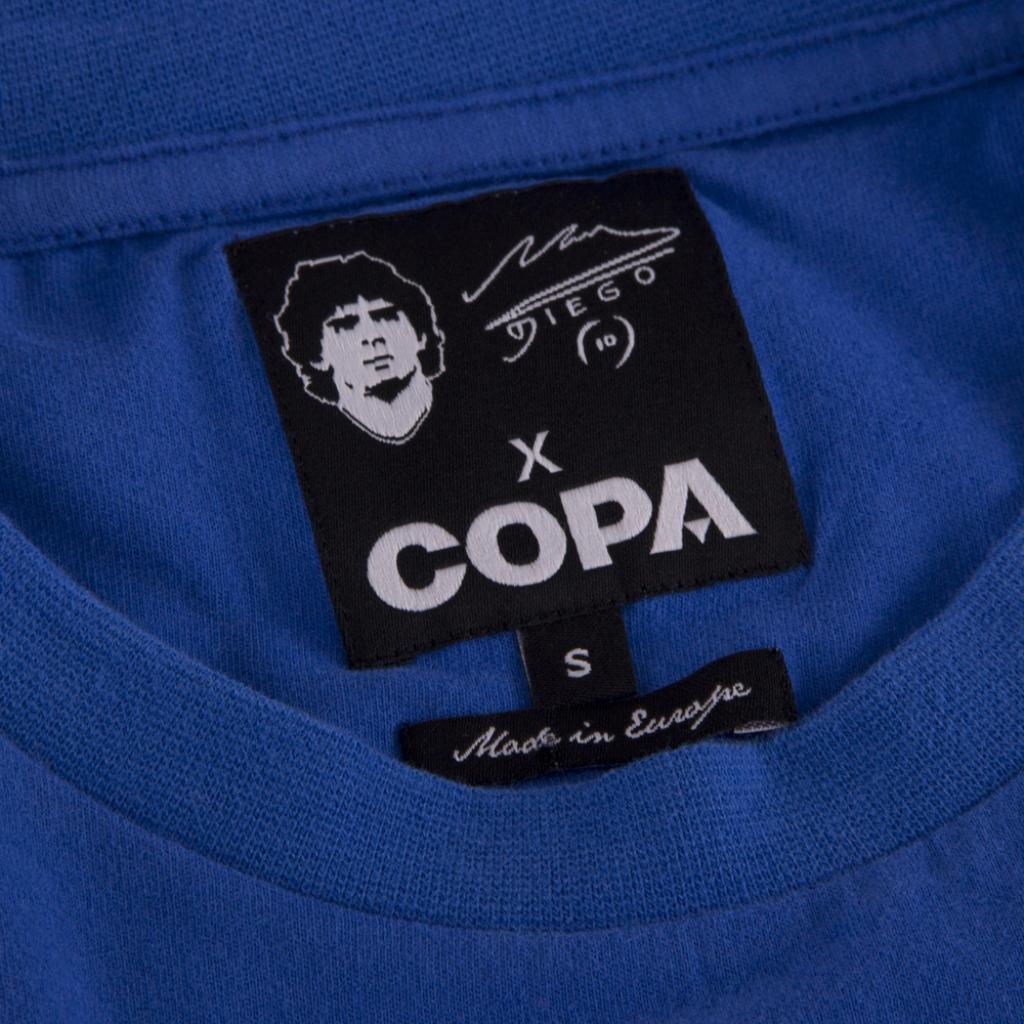 DIEGO
(10)
X
COPA
S
Made in Europe